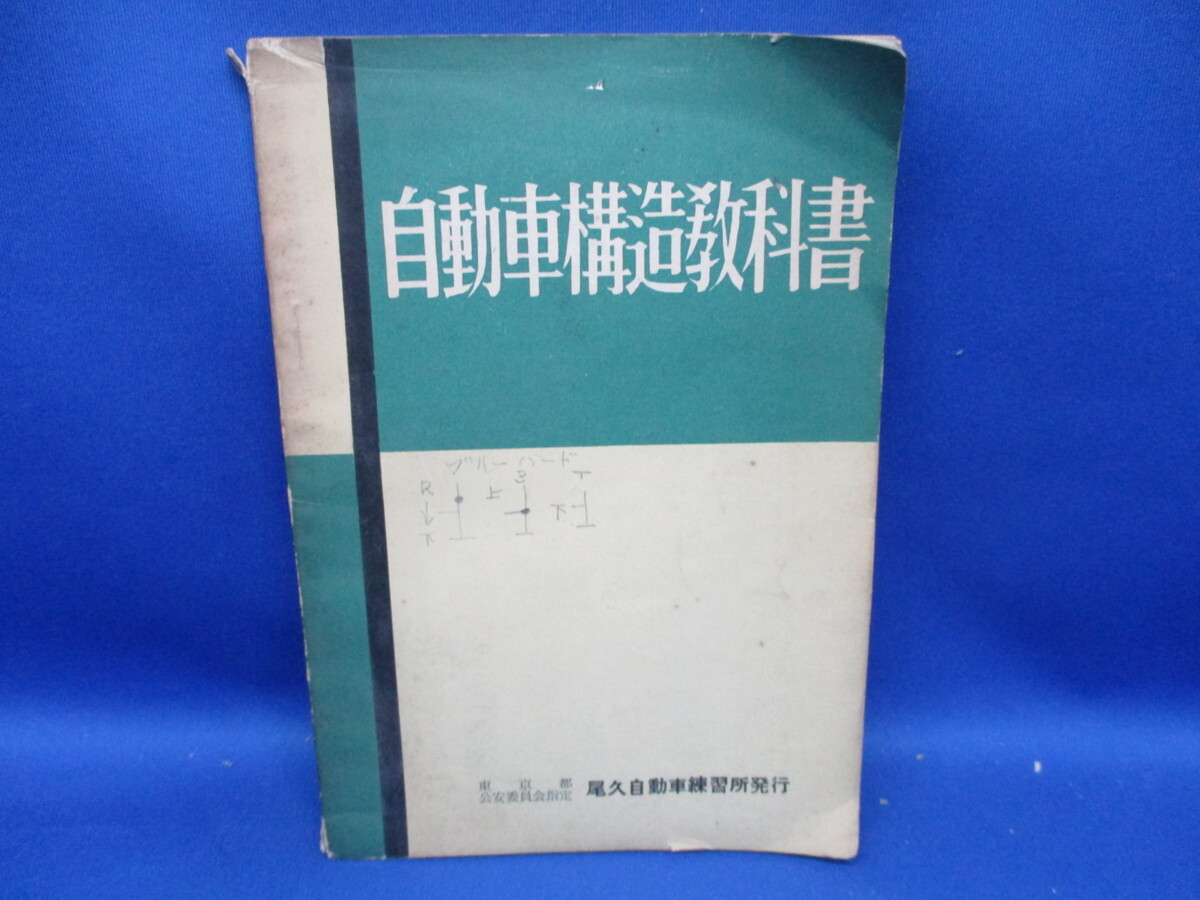 自動車構造教科書
ブルーバード
R 上 3 T
下
下
東京都
公安委員会指定 尾久自動車練習所発行